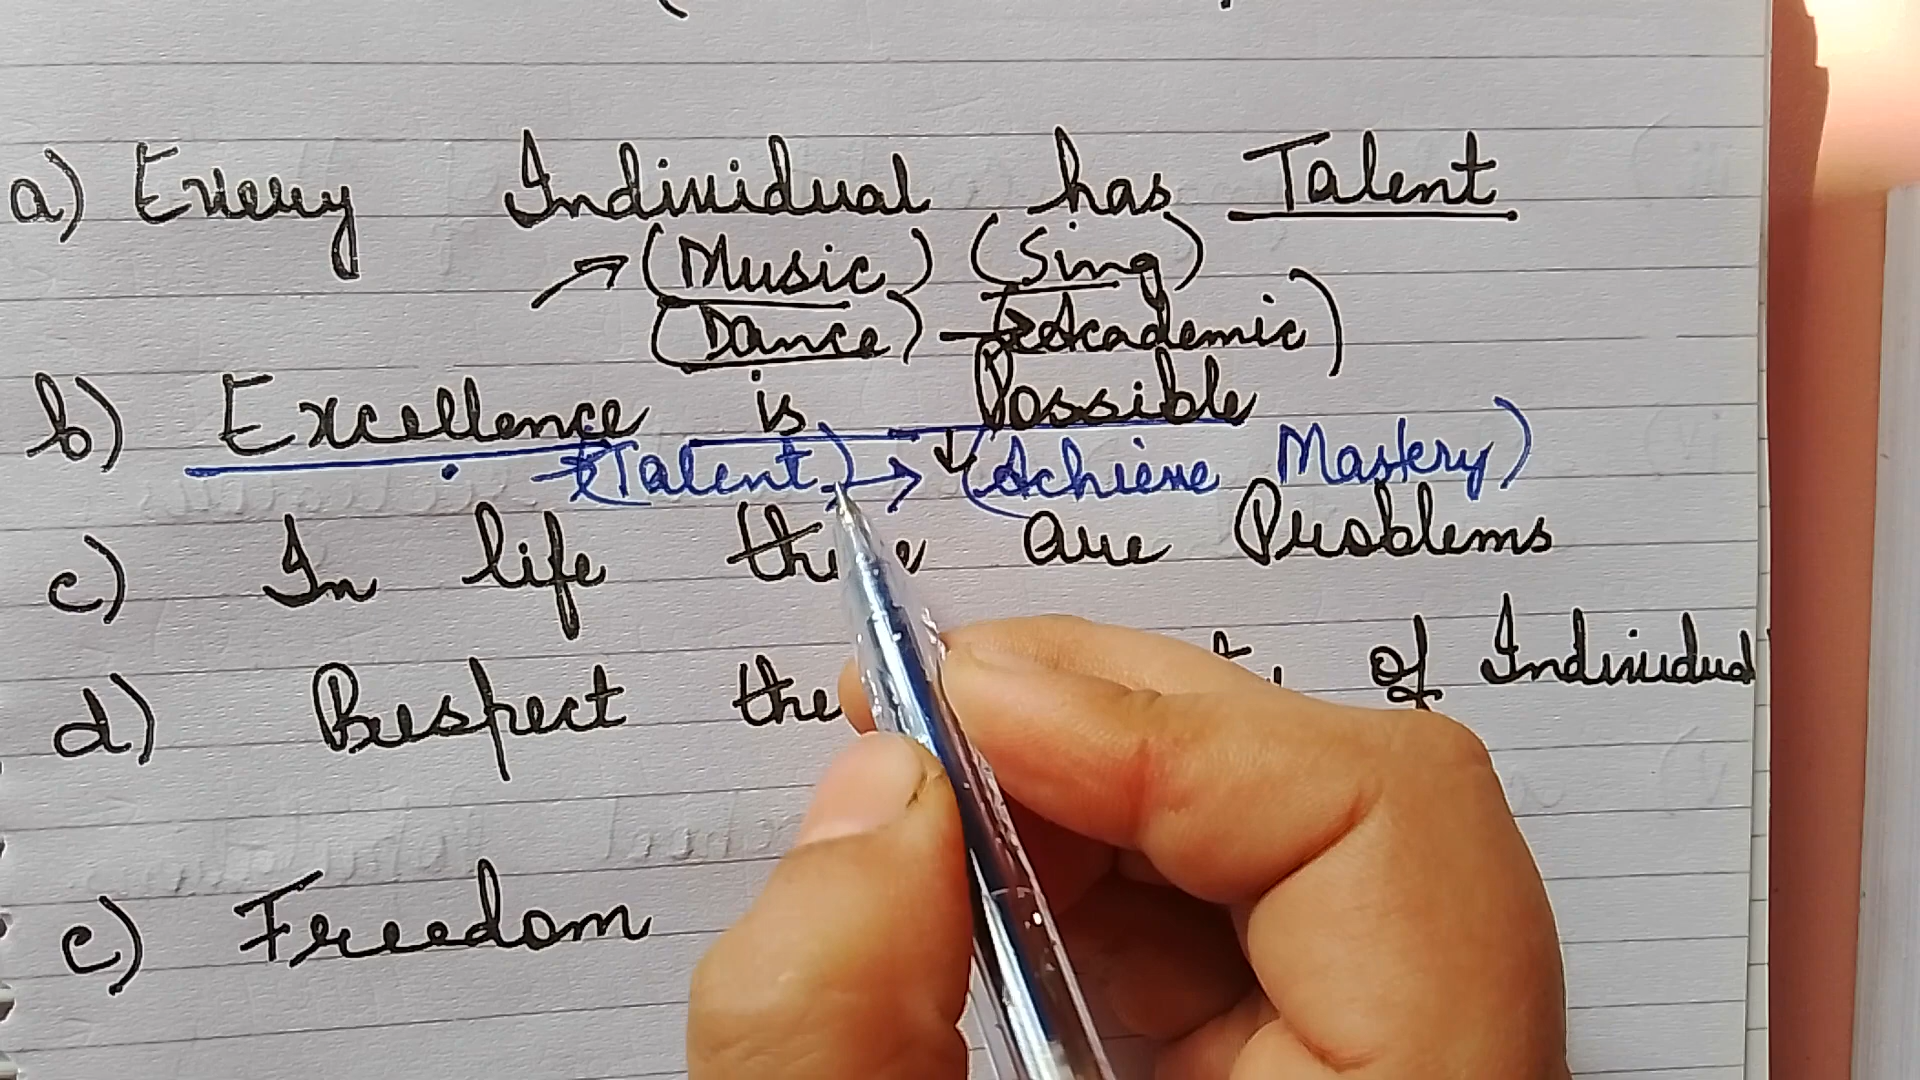 a) Every Individual has Talent
→ (Music) (Sing)
(Dance) → (Academic)
b) Excellence is Possible
→ (Talent) → ↓ (Achieve Mastery)
c) In life are Problems
d) Respect the of Individual
e) Freedom